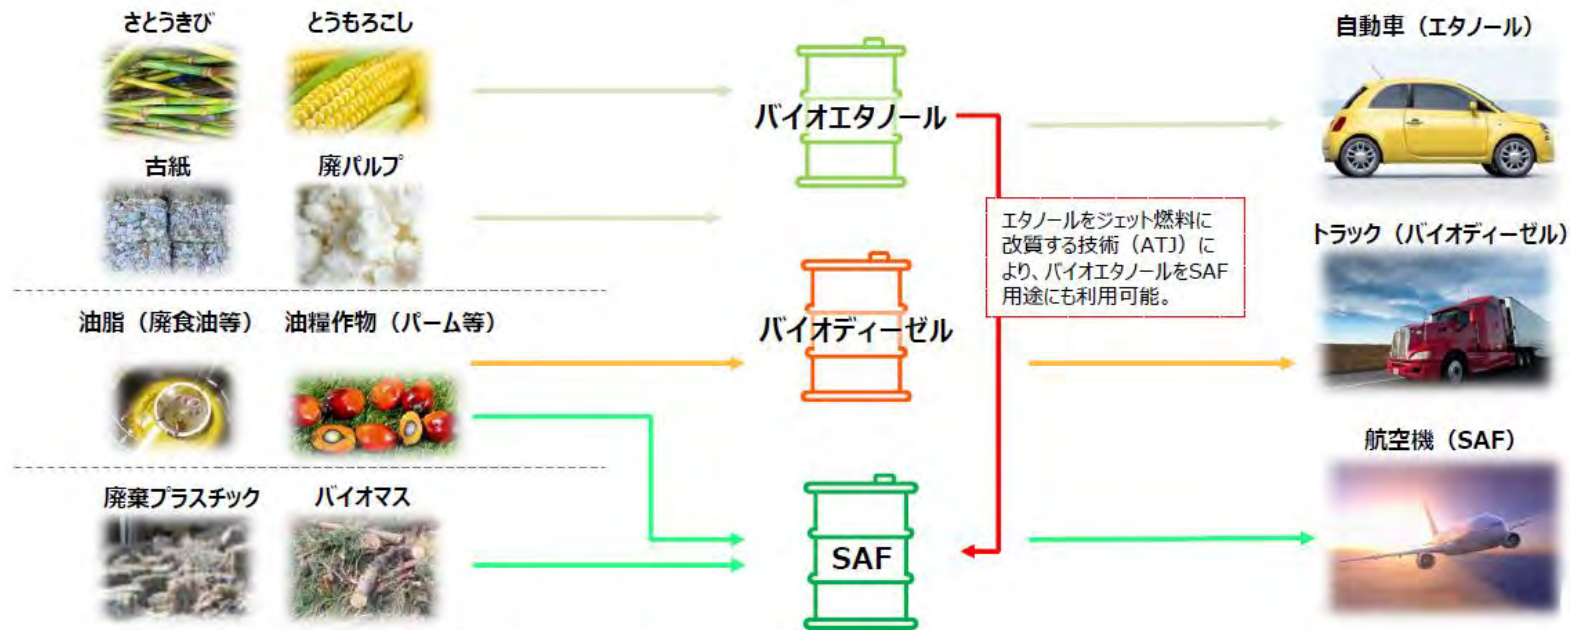 さとうきび
とうもろこし
古紙
廃パルプ
油脂（廃食油等）
油糧作物（パーム等）
廃棄プラスチック
バイオマス
バイオエタノール
バイオディーゼル
SAF
エタノールをジェット燃料に
改質する技術（ATJ）に
より、バイオエタノールをSAF
用途にも利用可能。
自動車（エタノール）
トラック（バイオディーゼル）
航空機（SAF）